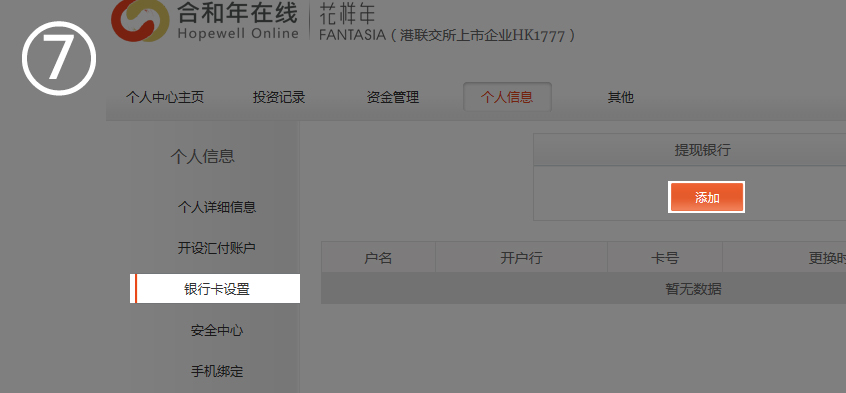 ⑦
合和年在线
Hopewell Online
花样年
FANTASIA（港联交所上市企业HK1777）
个人中心主页 投资记录 资金管理 个人信息 其他
个人信息
个人详细信息
开设汇付账户
银行卡设置
安全中心
手机绑定
提现银行
添加
户名 开户行 卡号 更换时
暂无数据